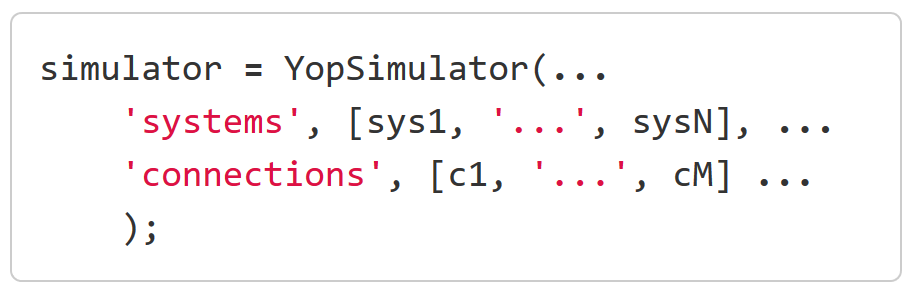 simulator = YopSimulator(...
'systems', [sys1, '...', sysN], ...
'connections', [c1, '...', cM] ...
);